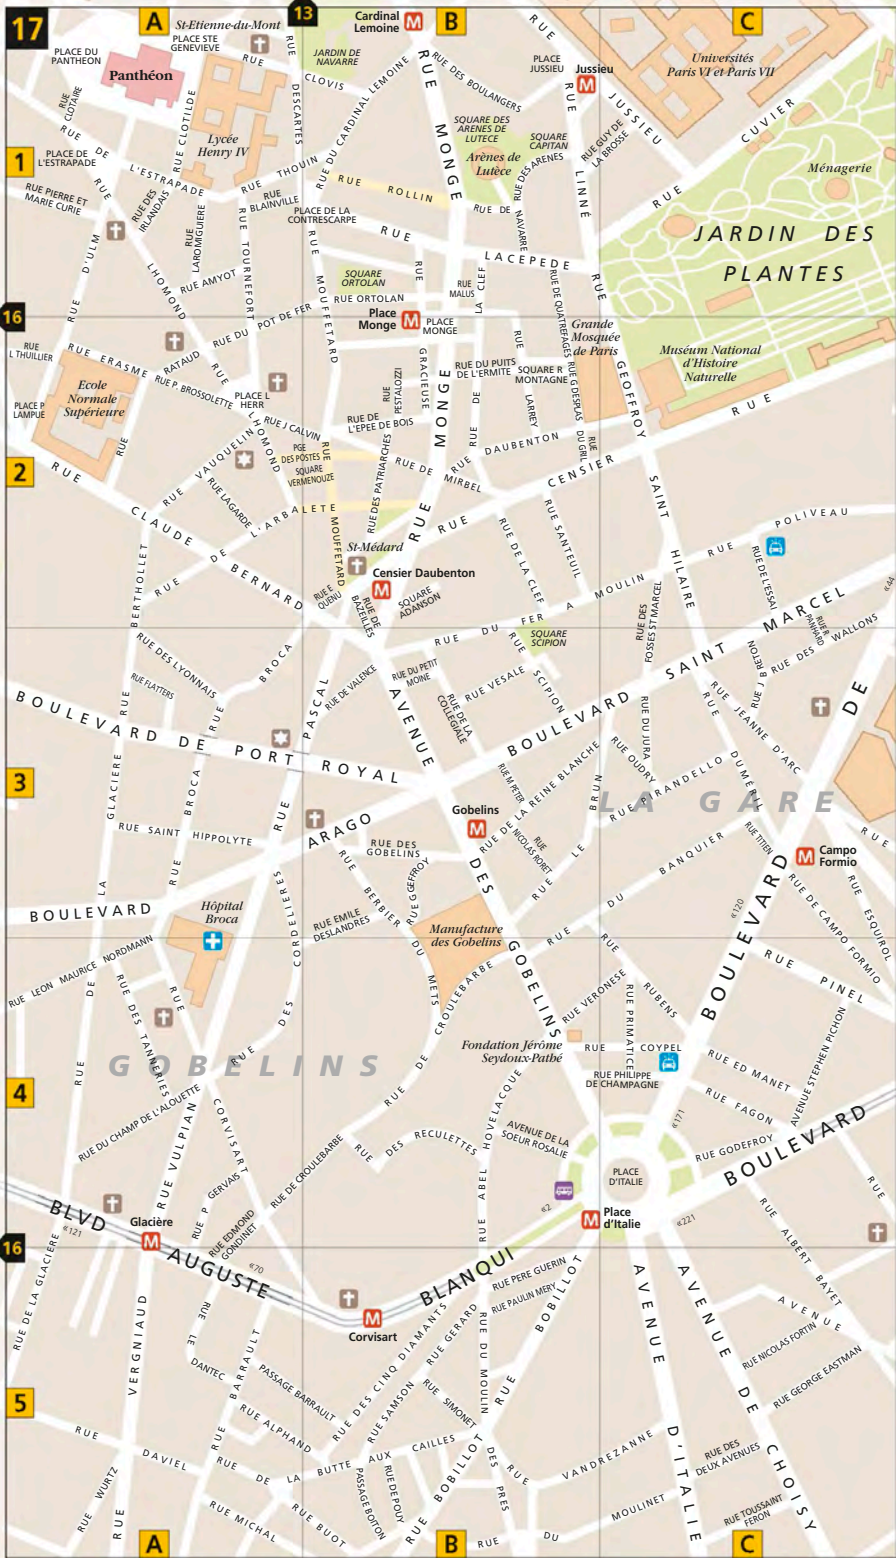 17
A
13
B
C
St-Etienne-du-Mont
Cardinal
Lemoine
PLACE DU
PANTHEON
PLACE STE
GENEVIEVE
Panthéon
RUE
CLOVIS
RUE
DESCARTES
JARDIN DE
NAVARRE
RUE DU CARDINAL LEMOINE
RUE MONGE
RUE DES BOULANGERS
PLACE
JUSSIEU
Jussieu
RUE
JUSSIEU
Universités
Paris VI et Paris VII
RUE CUVIER
RUE
CLOTAIRE
RUE CLOTILDE
Lycée
Henry IV
1
PLACE DE
L'ESTRAPADE
RUE DE L'ESTRAPADE
RUE THOUIN
RUE ROLLIN
SQUARE DES
ARENES DE
LUTECE
Arènes de
Lutèce
SQUARE
CAPITAN
RUE DES ARENES
RUE LINNÉ
RUE GUY DE
LA BROSSE
Ménagerie
RUE PIERRE ET
MARIE CURIE
RUE DES
IRLANDAIS
RUE
LAROMIGUIERE
RUE TOURNEFORT
RUE
BLAINVILLE
PLACE DE LA
CONTRESCARPE
RUE LACEPEDE
RUE DE NAVARRE
JARDIN DES
PLANTES
RUE D'ULM
RUE LHOMOND
RUE AMYOT
RUE MOUFFETARD
SQUARE
ORTOLAN
RUE ORTOLAN
RUE
MALUS
RUE DE LA CLEF
RUE DE QUATREFAGES
RUE GEOFFROY SAINT HILAIRE
16
RUE DU POT DE FER
Place
Monge
PLACE
MONGE
Grande
Mosquée
de Paris
Muséum National
d'Histoire
Naturelle
RUE
L THUILLIER
RUE ERASME
RATAUD
RUE P. BROSSOLETTE
Ecole
Normale
Supérieure
PLACE P
LAMPUE
PLACE L
HERR
RUE
PESTALOZZI
RUE GRACIEUSE
RUE DU PUITS
DE L'ERMITE
SQUARE R
MONTAGNE
RUE LARREY
RUE G DESPLAS
RUE DU GRIL
RUE DE
L'EPEE DE BOIS
RUE J CALVIN
2
RUE VAUQUELIN
LHOMOND
PGE
DES POSTES
SQUARE
VERMENOUZE
RUE MOUFFETARD
RUE DES PATRIARCHES
RUE DE MIRBEL
RUE DAUBENTON
RUE CENSIER
RUE
RUE CLAUDE BERNARD
RUE LAGARDE
RUE DE L'ARBALETE
RUE MONGE
RUE DE LA CLEF
RUE SANTEUIL
RUE POLIVEAU
St-Médard
Censier Daubenton
RUE E
QUENU
RUE DE
BAZEILLES
SQUARE
ADANSON
RUE DU FER A MOULIN
SQUARE
SCIPION
RUE SCIPION
RUE DES
FOSSES ST MARCEL
RUE DE L'ESSAI
RUE R
PANHARD
RUE DES WALLONS
RUE J B BRETON
«44
BERTHOLLET
RUE DES LYONNAIS
RUE FLATTERS
RUE BROCA
RUE PASCAL
RUE DE VALENCE
RUE DU PETIT
MOINE
RUE DE LA
COLLEGIALE
RUE VESALE
BOULEVARD SAINT MARCEL
BOULEVARD DE PORT ROYAL
AVENUE DES GOBELINS
RUE DU JURA
RUE OUDRY
RUE PIRANDELLO
RUE JEANNE D'ARC
RUE DUMÉRIL
3
RUE DE LA GLACIERE
RUE SAINT HIPPOLYTE
BOULEVARD ARAGO
Gobelins
RUE M PETER
RUE DE LA REINE BLANCHE
RUE
NICOLAS RORET
RUE LE BRUN
LA GARE
RUE TITIEN
RUE DU BANQUIER
Campo
Formio
RUE
RUE DES
GOBELINS
RUE G GEFFROY
RUE BERBIER DU METS
RUE EMILE
DESLANDRES
Hôpital
Broca
RUE DES CORDELIERES
Manufacture
des Gobelins
«120
BOULEVARD DE
RUE DE CAMPO FORMIO
RUE ESQUIROL
RUE PINEL
RUE LEON MAURICE NORDMANN
RUE DES TANNERIES
RUE CORVISART
GOBELINS
RUE DE CROULEBARBE
RUE VERONESE
RUE PRIMATICE
RUE RUBENS
Fondation Jérôme
Seydoux-Pathé
RUE COYPEL
RUE PHILIPPE
DE CHAMPAGNE
RUE ED MANET
RUE FAGON
AVENUE STEPHEN PICHON
4
RUE DU CHAMP DE L'ALOUETTE
RUE VULPIAN
RUE DES RECULETTES
RUE ABEL HOVELACQUE
AVENUE DE LA
SOEUR ROSALIE
«171
PLACE
D'ITALIE
RUE GODEFROY
BOULEVARD
RUE
RUE P GERVAIS
RUE EDMOND
GONDINET
RUE DE CROULEBARBE
Place
d'Italie
«2
«221
BLVD AUGUSTE BLANQUI
«121
Glacière
«70
16
RUE ALBERT BAYET
RUE DE LA GLACIERE
RUE VERGNIAUD
RUE LE DANTEC
Corvisart
RUE PERE GUERIN
RUE PAULIN MERY
RUE BOBILLOT
AVENUE D'ITALIE
AVENUE DE CHOISY
AVENUE
RUE NICOLAS FORTIN
RUE GEORGE EASTMAN
RUE BARRAULT
PASSAGE BARRAULT
RUE ALPHAND
RUE DES CINQ DIAMANTS
RUE GERARD
RUE SAMSON
RUE SIMONET
RUE DU MOULIN DES PRES
5
RUE DAVIEL
RUE WURTZ
RUE DE LA BUTTE AUX CAILLES
PASSAGE BOITON
RUE DE POUY
RUE BOBILLOT
RUE VANDREZANNE
RUE DES
DEUX AVENUES
RUE TOUSSAINT
FERON
RUE DU MOULINET
RUE MICHAL
RUE BUOT
A
B
C